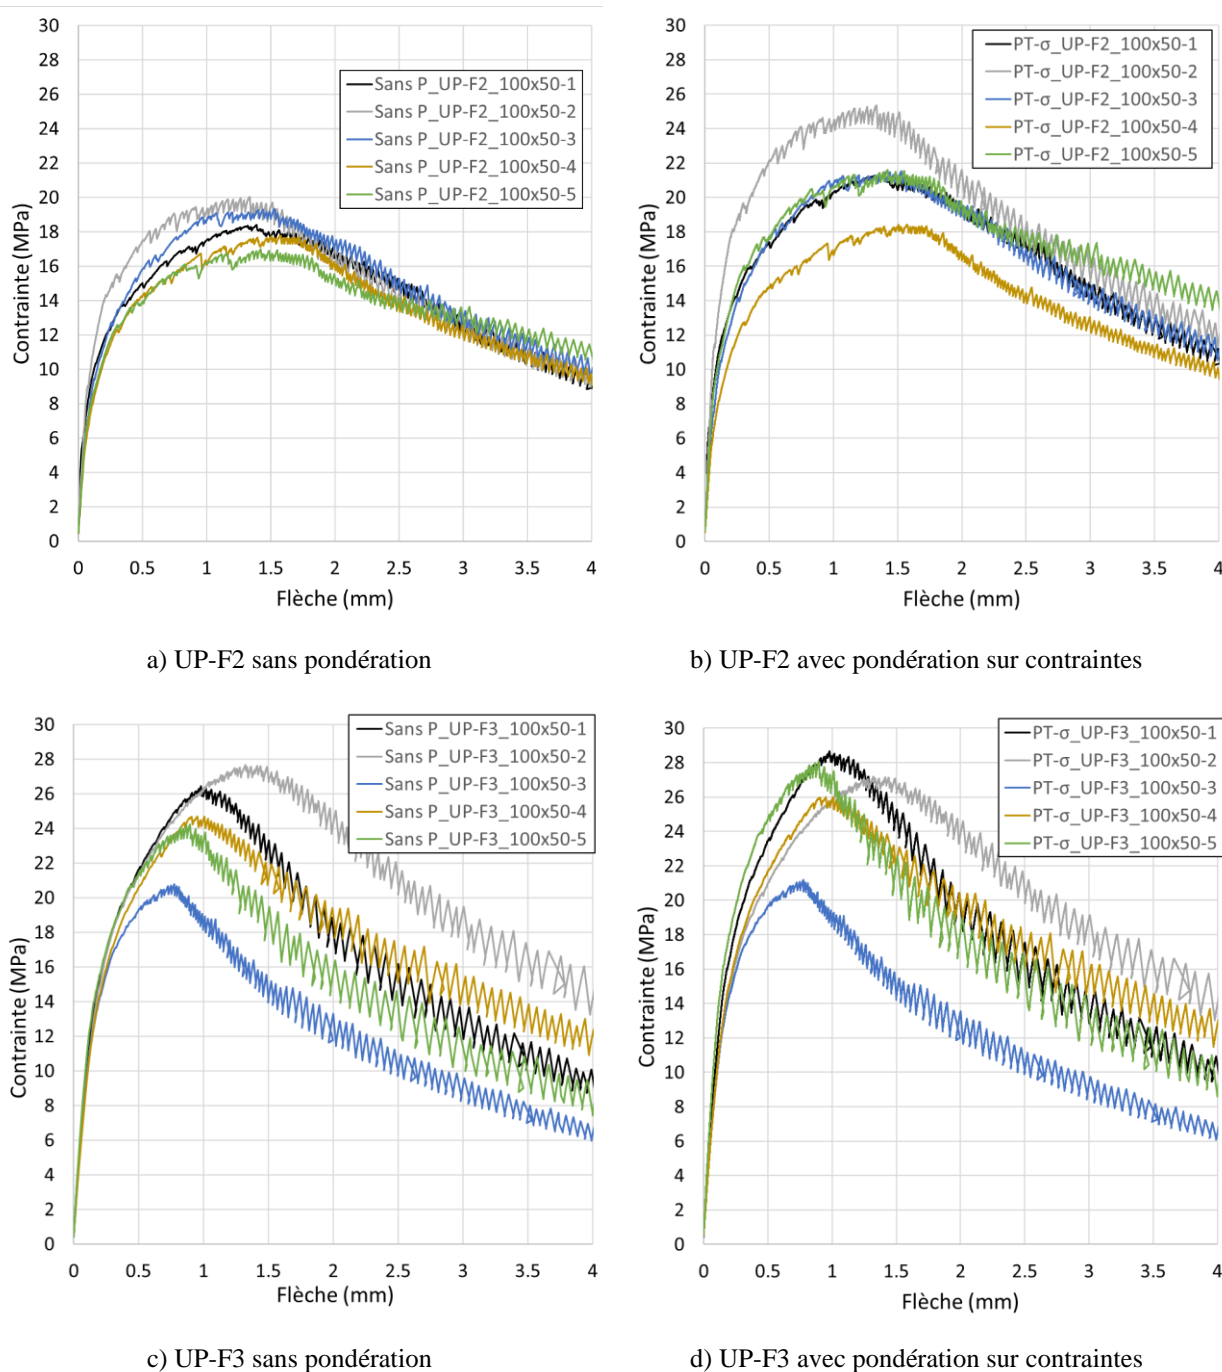 30
28
26
24
22
20
18
16
14
12
10
8
6
4
2
0
Contrainte (MPa)
Sans P_UP-F2_100x50-1
Sans P_UP-F2_100x50-2
Sans P_UP-F2_100x50-3
Sans P_UP-F2_100x50-4
Sans P_UP-F2_100x50-5
0 0.5 1 1.5 2 2.5 3 3.5 4
Flèche (mm)
a) UP-F2 sans pondération
30
28
26
24
22
20
18
16
14
12
10
8
6
4
2
0
Contrainte (MPa)
PT-σ_UP-F2_100x50-1
PT-σ_UP-F2_100x50-2
PT-σ_UP-F2_100x50-3
PT-σ_UP-F2_100x50-4
PT-σ_UP-F2_100x50-5
0 0.5 1 1.5 2 2.5 3 3.5 4
Flèche (mm)
b) UP-F2 avec pondération sur contraintes
30
28
26
24
22
20
18
16
14
12
10
8
6
4
2
0
Contrainte (MPa)
Sans P_UP-F3_100x50-1
Sans P_UP-F3_100x50-2
Sans P_UP-F3_100x50-3
Sans P_UP-F3_100x50-4
Sans P_UP-F3_100x50-5
0 0.5 1 1.5 2 2.5 3 3.5 4
Flèche (mm)
c) UP-F3 sans pondération
30
28
26
24
22
20
18
16
14
12
10
8
6
4
2
0
Contrainte (MPa)
PT-σ_UP-F3_100x50-1
PT-σ_UP-F3_100x50-2
PT-σ_UP-F3_100x50-3
PT-σ_UP-F3_100x50-4
PT-σ_UP-F3_100x50-5
0 0.5 1 1.5 2 2.5 3 3.5 4
Flèche (mm)
d) UP-F3 avec pondération sur contraintes